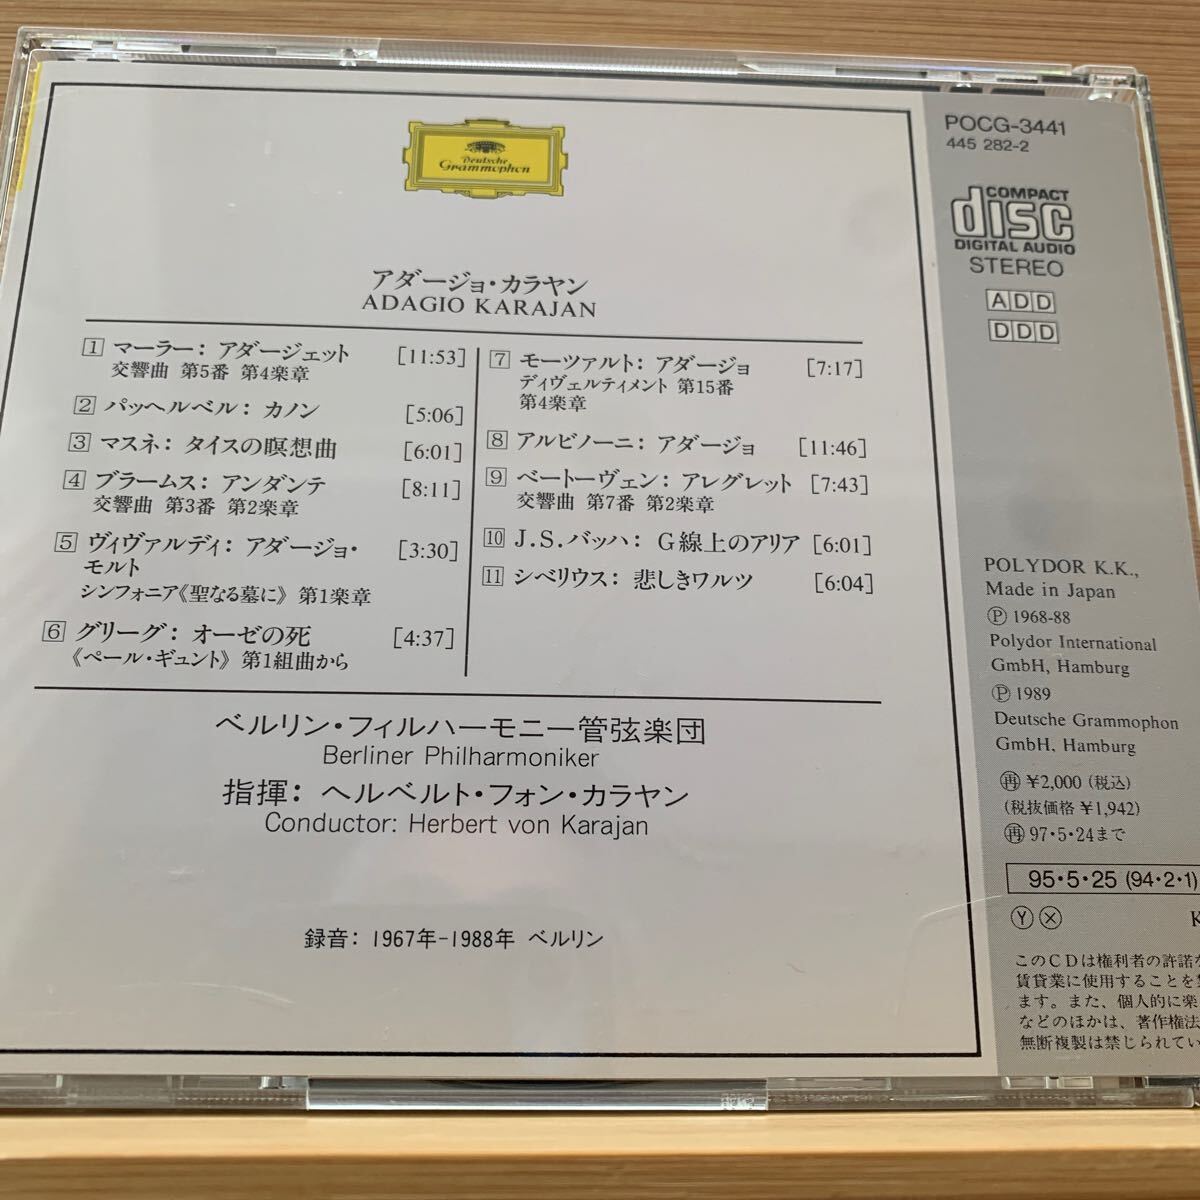 Deutsche
Grammophon
アダージョ・カラヤン
ADAGIO KARAJAN
1 マーラー: アダージェット [11:53]
交響曲 第5番 第4楽章
2 パッヘルベル: カノン [5:06]
3 マスネ: タイスの瞑想曲 [6:01]
4 ブラームス: アンダンテ [8:11]
交響曲 第3番 第2楽章
5 ヴィヴァルディ: アダージョ・ [3:30]
モルト
シンフォニア《聖なる墓に》 第1楽章
6 グリーグ: オーゼの死 [4:37]
《ペール・ギュント》 第1組曲から
7 モーツァルト: アダージョ [7:17]
ディヴェルティメント 第15番
第4楽章
8 アルビノーニ: アダージョ [11:46]
9 ベートーヴェン: アレグレット [7:43]
交響曲 第7番 第2楽章
10 J.S.バッハ: G線上のアリア [6:01]
11 シベリウス: 悲しきワルツ [6:04]
ベルリン・フィルハーモニー管弦楽団
Berliner Philharmoniker
指揮: ヘルベルト・フォン・カラヤン
Conductor: Herbert von Karajan
録音: 1967年-1988年 ベルリン
POCG-3441
445 282-2
COMPACT
disc
DIGITAL AUDIO
STEREO
ADD
DDD
POLYDOR K.K.,
Made in Japan
Ⓟ 1968-88
Polydor International
GmbH, Hamburg
Ⓟ 1989
Deutsche Grammophon
GmbH, Hamburg
再 ¥2,000 (税込)
(税抜価格 ¥1,942)
再 97・5・24まで
95・5・25 (94・2・1)
Ⓨ ⓧ K
このCDは権利者の許諾な
賃貸業に使用することを
ます。また、個人的に楽
などのほかは、著作権法
無断複製は禁じられてい